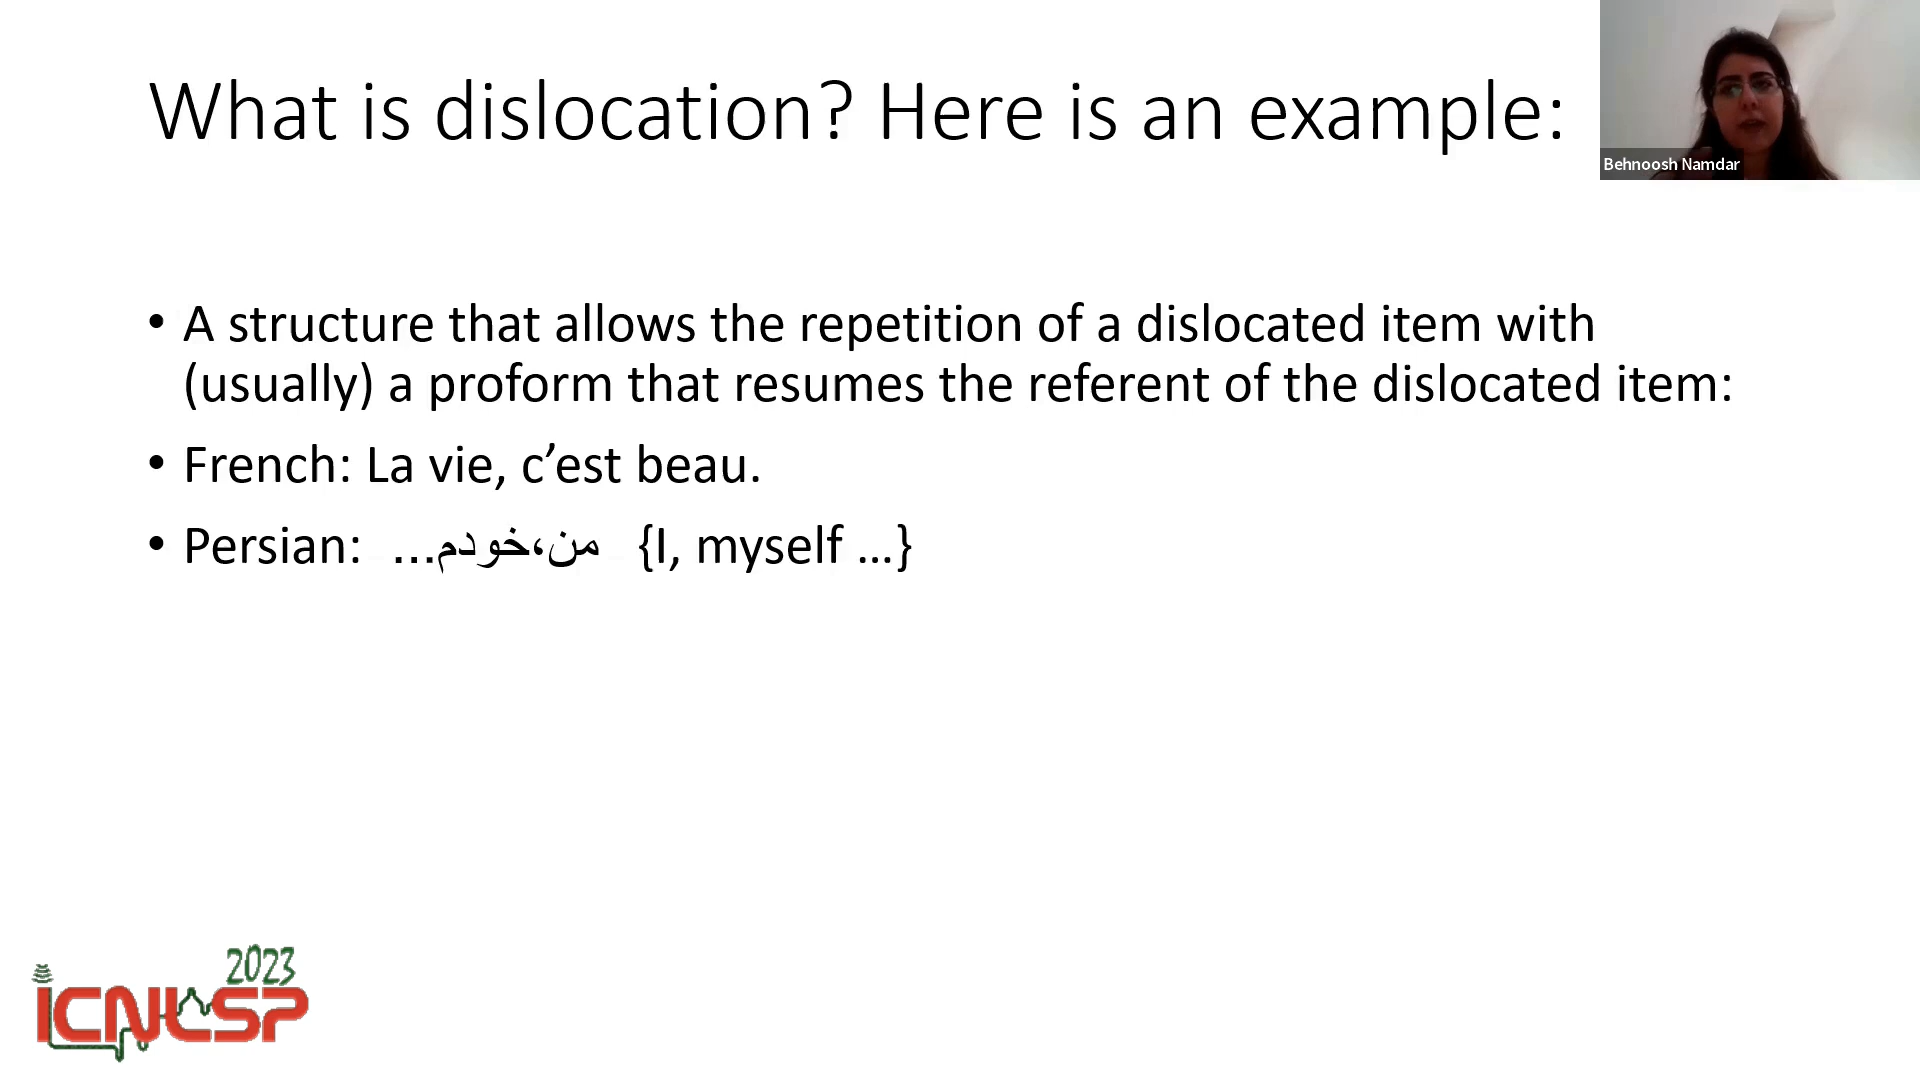 What is dislocation? Here is an example:
Behnoosh Namdar
• A structure that allows the repetition of a dislocated item with
(usually) a proform that resumes the referent of the dislocated item:
• French: La vie, c’est beau.
• Persian: من،خودم... {I, myself …}
2023
ICNLSP